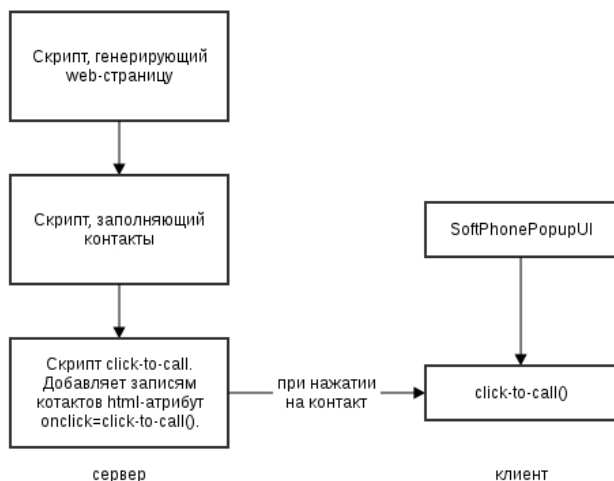 Скрипт, генерирующий
web-страницу
Скрипт, заполняющий
контакты
SoftPhonePopupUI
Скрипт click-to-call.
Добавляет записям
котактов html-атрибут
onclick=click-to-call().
при нажатии
на контакт
click-to-call()
сервер
клиент